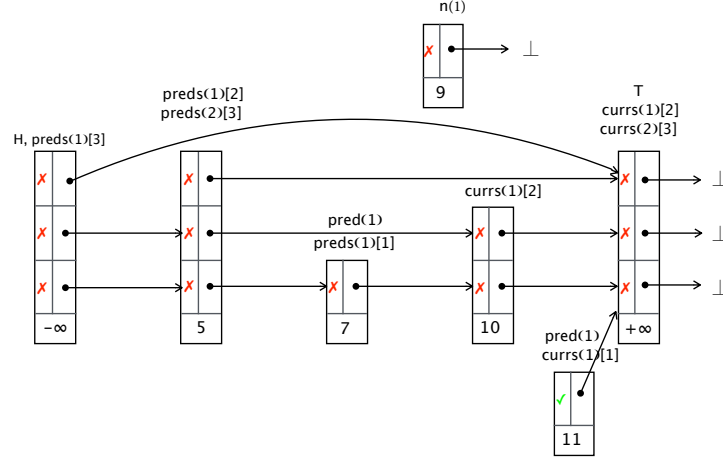 n(1)
✗
9
⊥
preds(1)[2]
preds(2)[3]
T
currs(1)[2]
currs(2)[3]
H, preds(1)[3]
✗ ✗ ✗ ⊥
currs(1)[2]
pred(1)
✗ ✗ ✗ ✗ ⊥
preds(1)[1]
✗ ✗ ✗ ✗ ✗ ⊥
-∞ 5 7 10 +∞
pred(1)
currs(1)[1]
✓
11